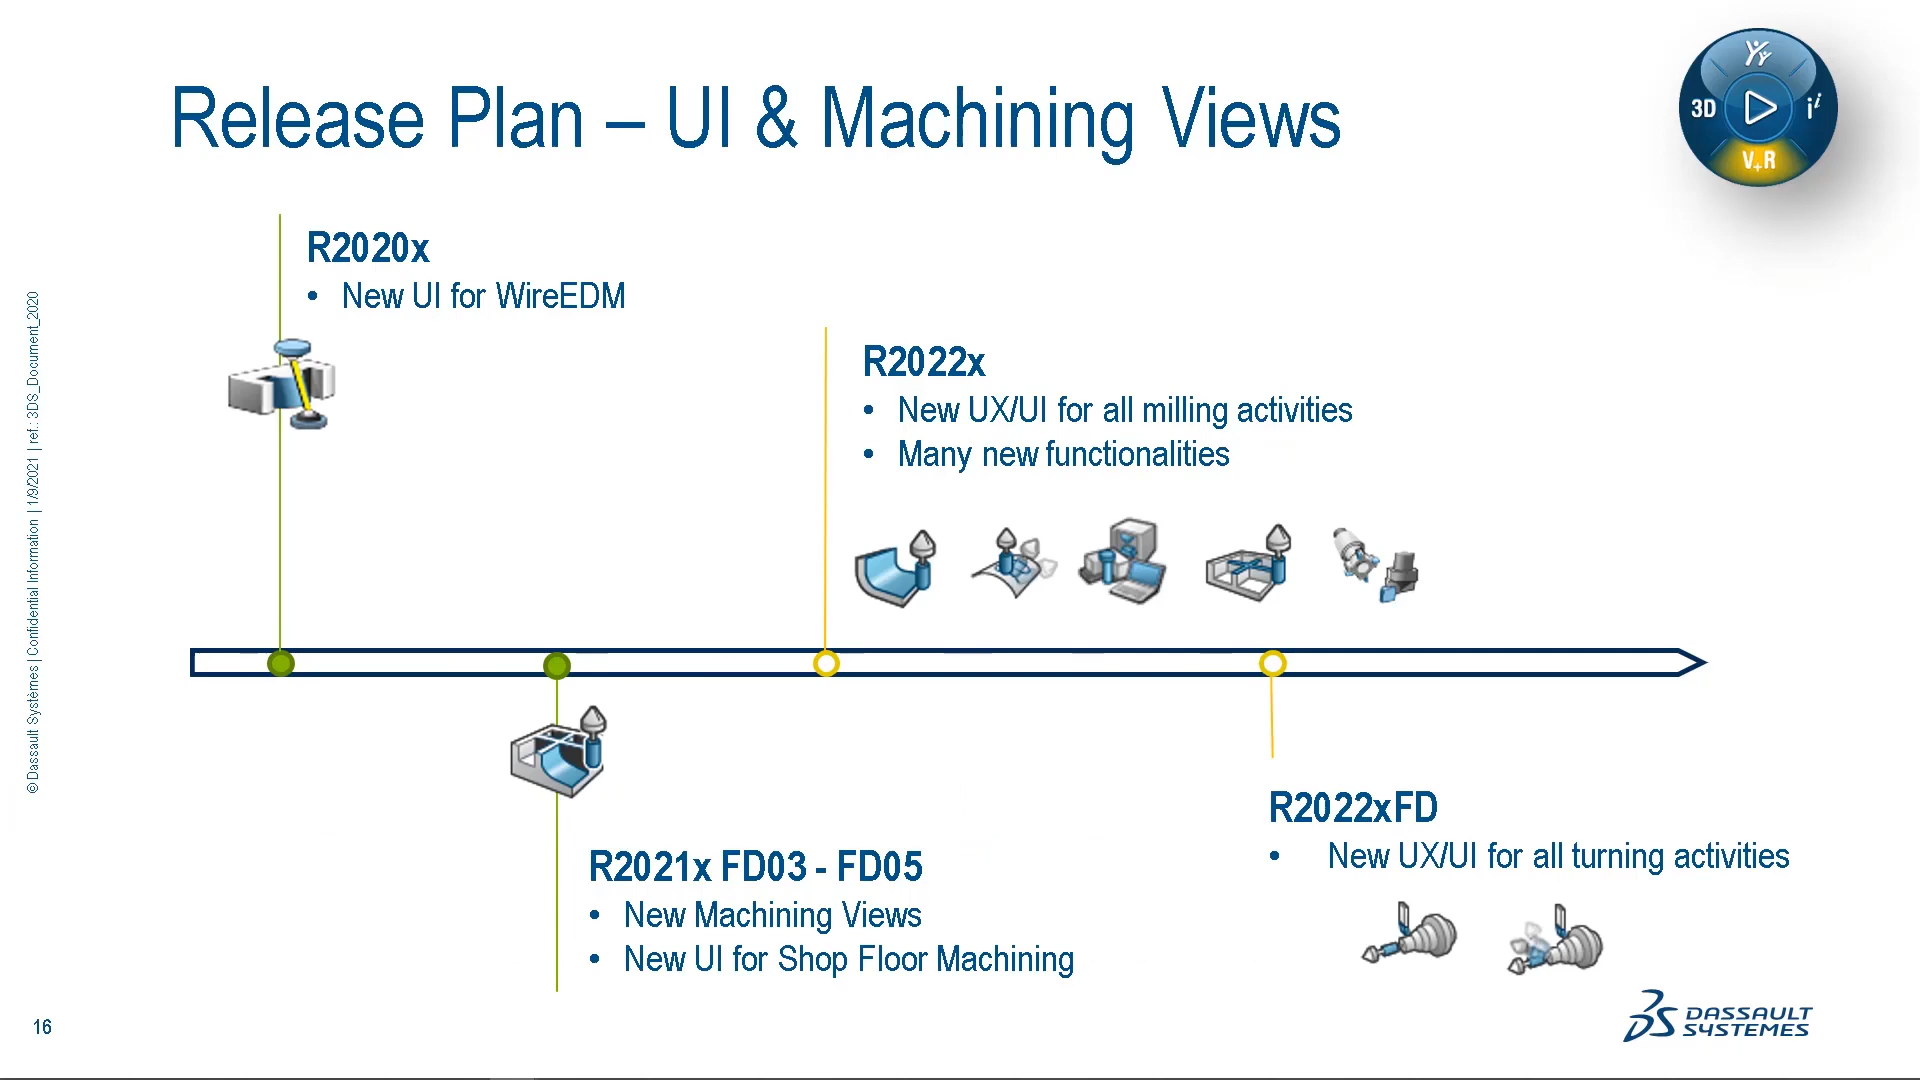 Release Plan – UI & Machining Views
3D
V+R
i
R2020x
• New UI for WireEDM
R2022x
• New UX/UI for all milling activities
• Many new functionalities
R2021x FD03 - FD05
• New Machining Views
• New UI for Shop Floor Machining
R2022xFD
• New UX/UI for all turning activities
© Dassault Systèmes | Confidential Information | 1/9/2021 | ref.: 3DS_Document_2020
16
DASSAULT
SYSTEMES